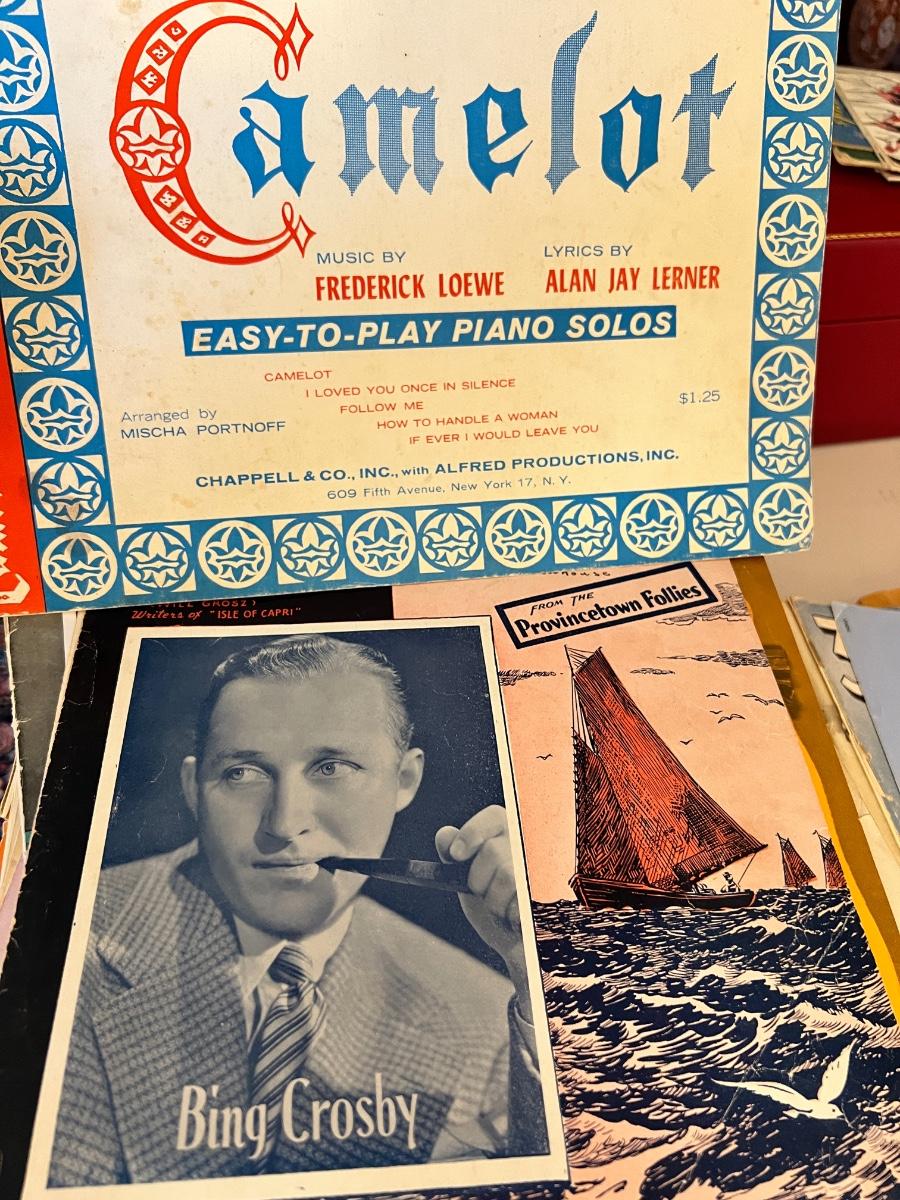 Camelot
MUSIC BY
FREDERICK LOEWE
LYRICS BY
ALAN JAY LERNER
EASY-TO-PLAY PIANO SOLOS
CAMELOT
I LOVED YOU ONCE IN SILENCE
FOLLOW ME
HOW TO HANDLE A WOMAN
IF EVER I WOULD LEAVE YOU
Arranged by
MISCHA PORTNOFF
$1.25
CHAPPELL & CO., INC., with ALFRED PRODUCTIONS, INC.
609 Fifth Avenue, New York 17, N. Y.
GROSZ)
Writers of "ISLE OF CAPRI"
FROM THE
Provincetown Follies
Bing Crosby